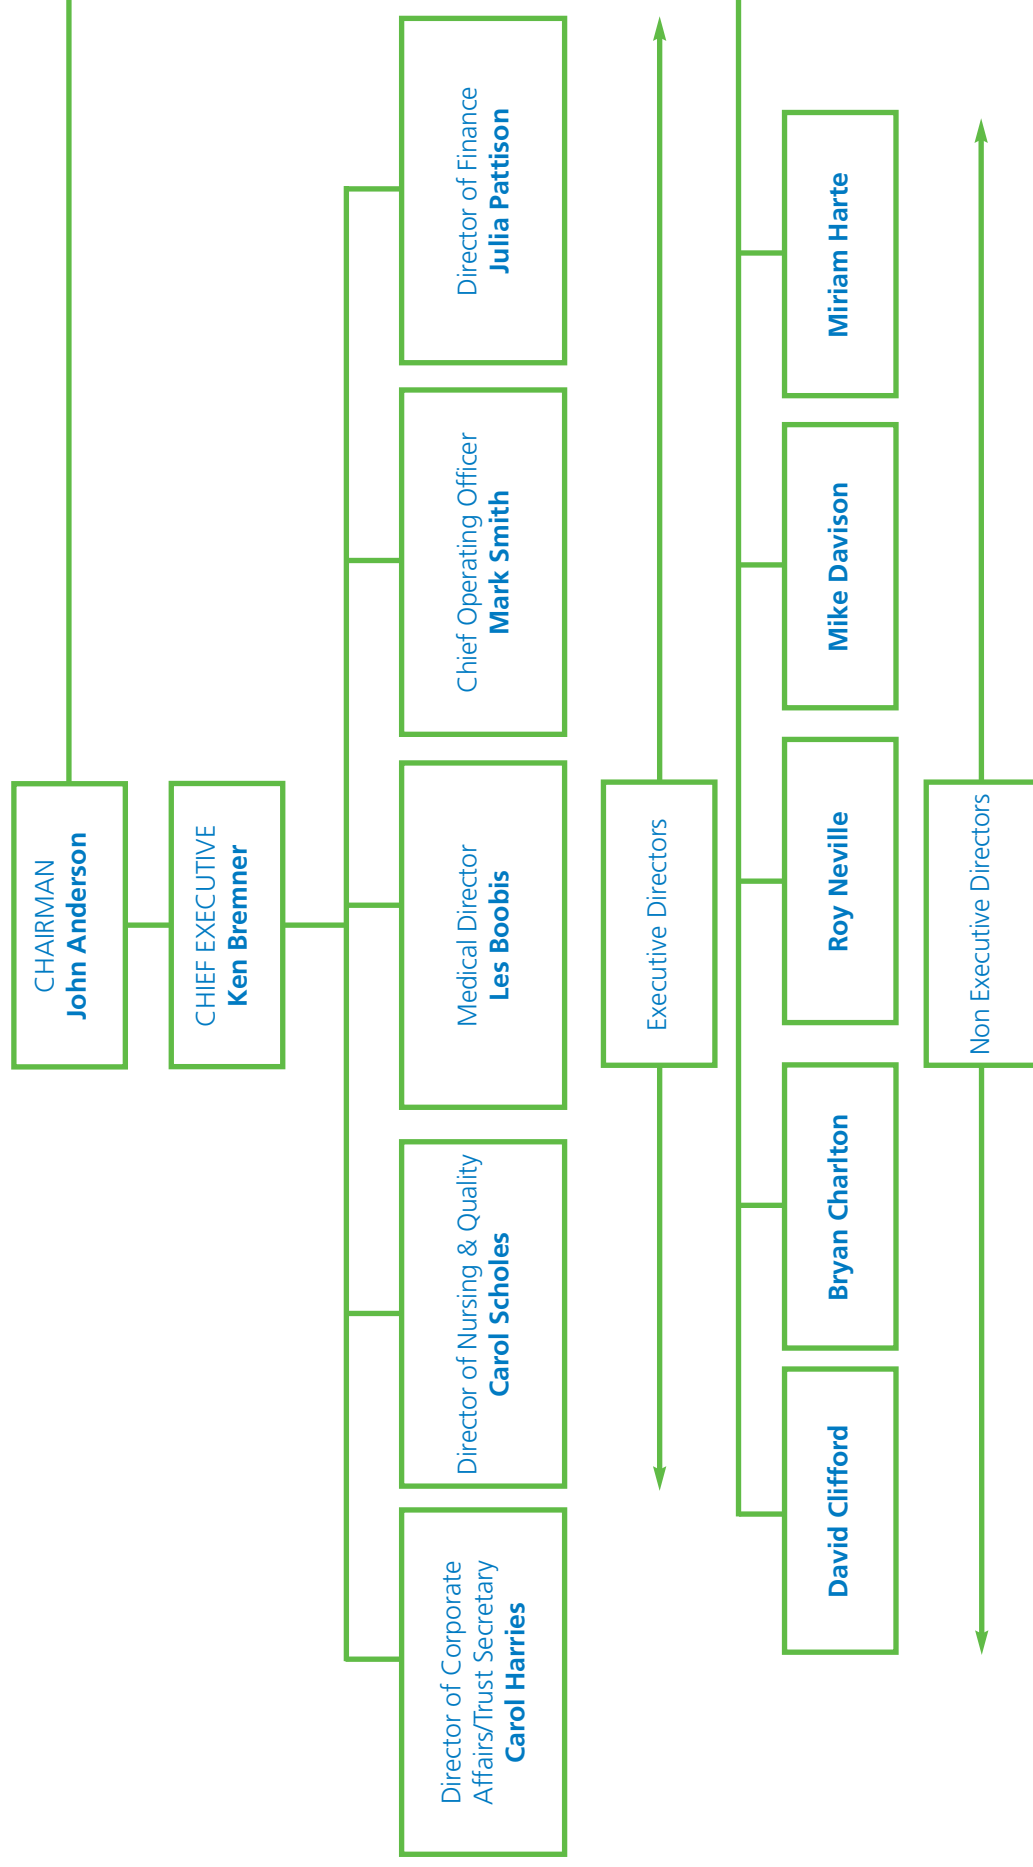 CHAIRMAN
John Anderson
CHIEF EXECUTIVE
Ken Bremner
Director of Corporate
Affairs/Trust Secretary
Carol Harries
Director of Nursing & Quality
Carol Scholes
Medical Director
Les Boobis
Chief Operating Officer
Mark Smith
Director of Finance
Julia Pattison
Executive Directors
David Clifford
Bryan Charlton
Roy Neville
Mike Davison
Miriam Harte
Non Executive Directors